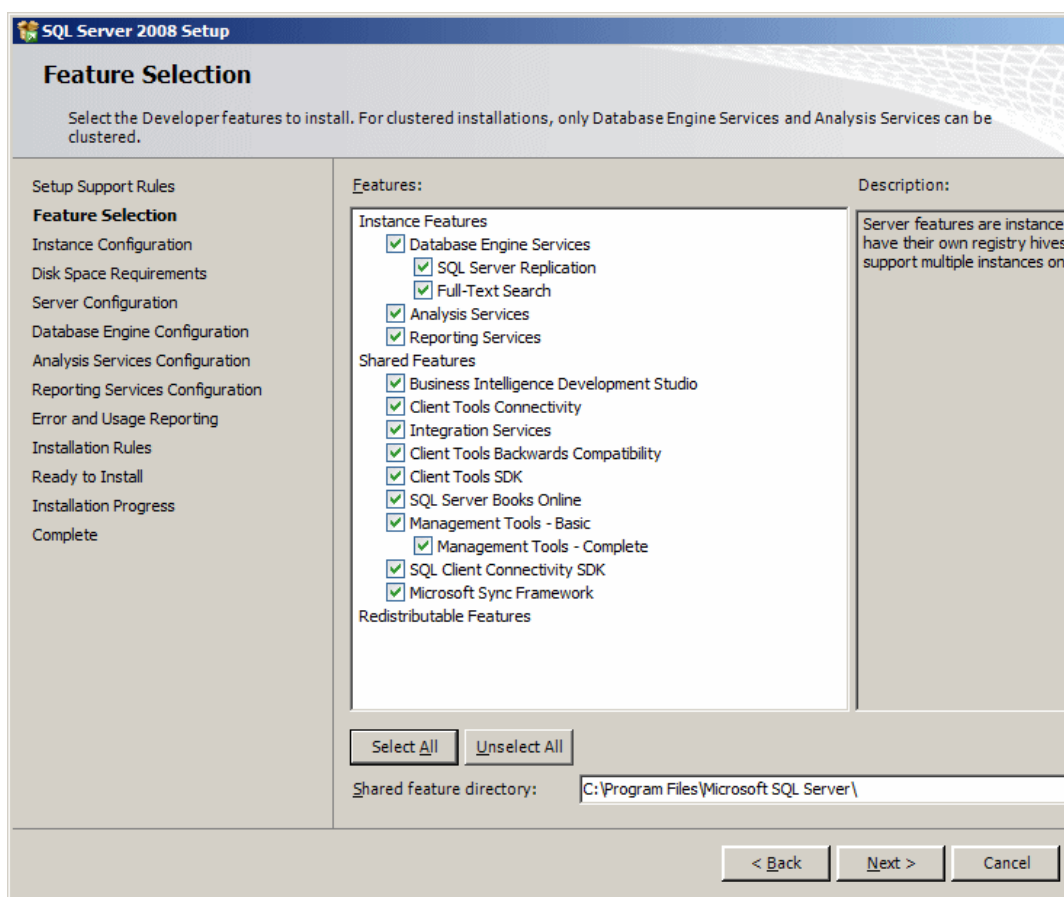 SQL Server 2008 Setup
Feature Selection
Select the Developer features to install. For clustered installations, only Database Engine Services and Analysis Services can be
clustered.
Setup Support Rules
Feature Selection
Instance Configuration
Disk Space Requirements
Server Configuration
Database Engine Configuration
Analysis Services Configuration
Reporting Services Configuration
Error and Usage Reporting
Installation Rules
Ready to Install
Installation Progress
Complete
Features:
Instance Features
Database Engine Services
SQL Server Replication
Full-Text Search
Analysis Services
Reporting Services
Shared Features
Business Intelligence Development Studio
Client Tools Connectivity
Integration Services
Client Tools Backwards Compatibility
Client Tools SDK
SQL Server Books Online
Management Tools - Basic
Management Tools - Complete
SQL Client Connectivity SDK
Microsoft Sync Framework
Redistributable Features
Description:
Server features are instance
have their own registry hives
support multiple instances on
Select All
Unselect All
Shared feature directory:
C:\Program Files\Microsoft SQL Server\
< Back
Next >
Cancel